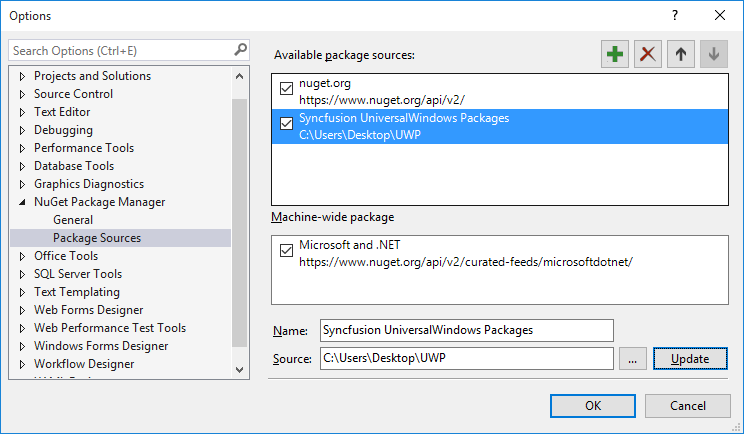 Options
?
Search Options (Ctrl+E)
Projects and Solutions
Source Control
Text Editor
Debugging
Performance Tools
Database Tools
Graphics Diagnostics
NuGet Package Manager
General
Package Sources
Office Tools
SQL Server Tools
Text Templating
Web Forms Designer
Web Performance Test Tools
Windows Forms Designer
Workflow Designer
Available package sources:
nuget.org
https://www.nuget.org/api/v2/
Syncfusion UniversalWindows Packages
C:\Users\Desktop\UWP
Machine-wide package
Microsoft and .NET
https://www.nuget.org/api/v2/curated-feeds/microsoftdotnet/
Name: Syncfusion UniversalWindows Packages
Source: C:\Users\Desktop\UWP ... Update
OK Cancel